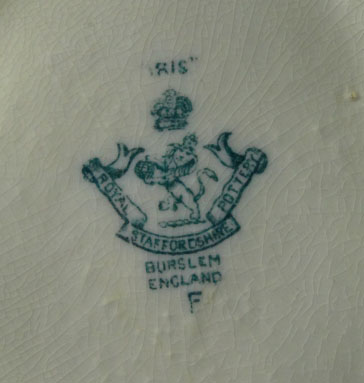 "IRIS"
ROYAL STAFFORDSHIRE POTTERY
BURSLEM
ENGLAND
F